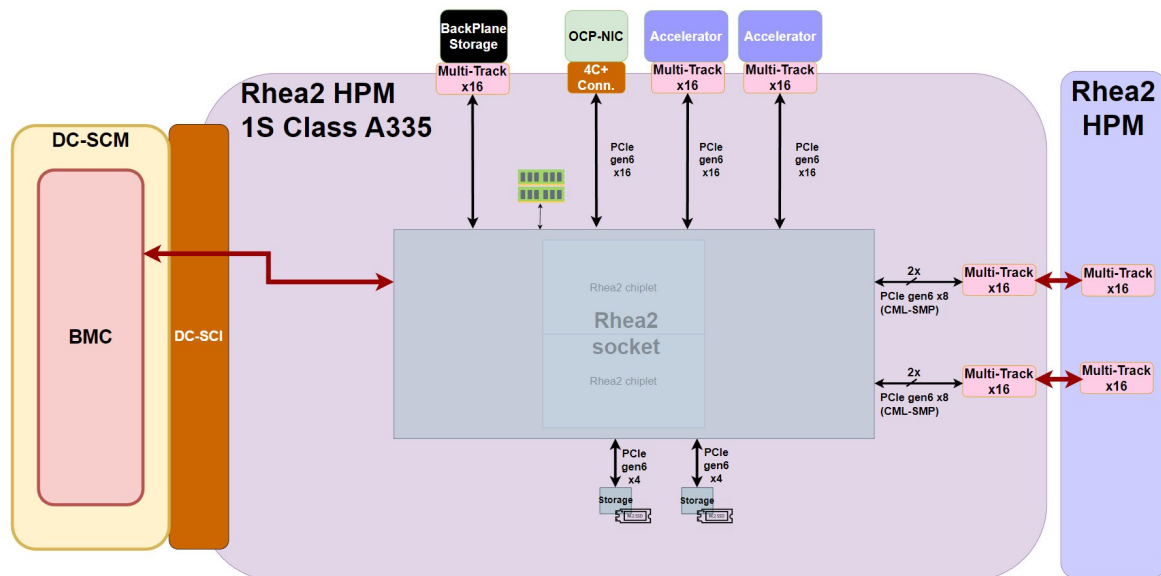 BackPlane
Storage
OCP-NIC
Accelerator
Accelerator
Multi-Track
x16
4C+
Conn.
Multi-Track
x16
Multi-Track
x16
Rhea2 HPM
1S Class A335
Rhea2
HPM
DC-SCM
BMC
DC-SCI
PCIe
gen6
x16
PCIe
gen6
x16
PCIe
gen6
x16
Rhea2 chiplet
Rhea2
socket
Rhea2 chiplet
2x
PCIe gen6 x8
(CML-SMP)
Multi-Track
x16
Multi-Track
x16
2x
PCIe gen6 x8
(CML-SMP)
Multi-Track
x16
Multi-Track
x16
PCIe
gen6
x4
PCIe
gen6
x4
Storage
Storage
M.2 SSD
M.2 SSD